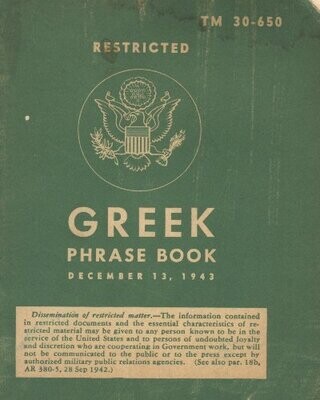 TM 30-650
RESTRICTED
GREEK
PHRASE BOOK
DECEMBER 13, 1943
Dissemination of restricted matter.—The information contained
in restricted documents and the essential characteristics of re-
stricted material may be given to any person known to be in the
service of the United States and to persons of undoubted loyalty
and discretion who are cooperating in Government work, but will
not be communicated to the public or to the press except by
authorized military public relations agencies. (See also par. 18b,
AR 380-5, 28 Sep 1942.)